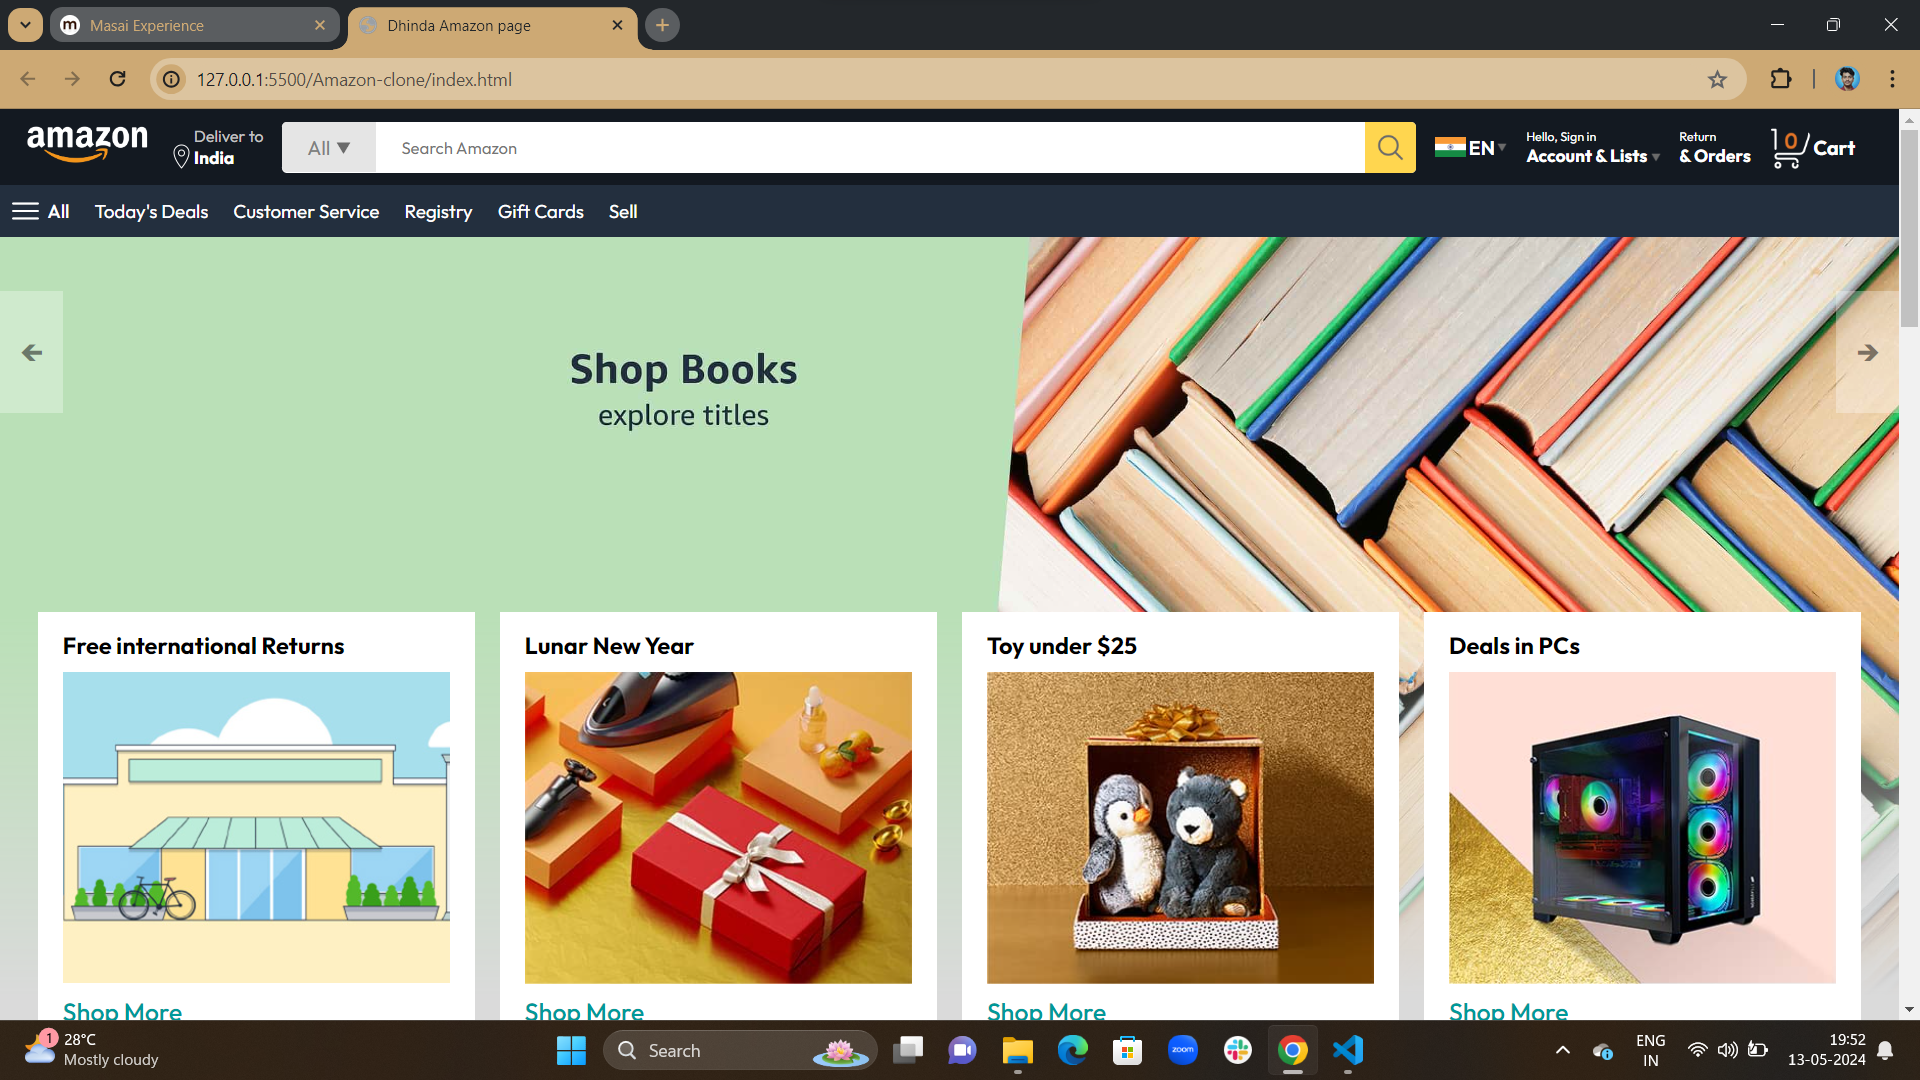 Masai Experience
Dhinda Amazon page
127.0.0.1:5500/Amazon-clone/index.html
amazon
Deliver to
India
All ▼
Search Amazon
EN
Hello, Sign in
Account & Lists
Return
& Orders
0
Cart
All
Today's Deals
Customer Service
Registry
Gift Cards
Sell
Shop Books
explore titles
Free international Returns
Lunar New Year
Toy under $25
Deals in PCs
Shop More
Shop More
Shop More
Shop More
1
28°C
Mostly cloudy
Search
zoom
ENG
IN
19:52
13-05-2024